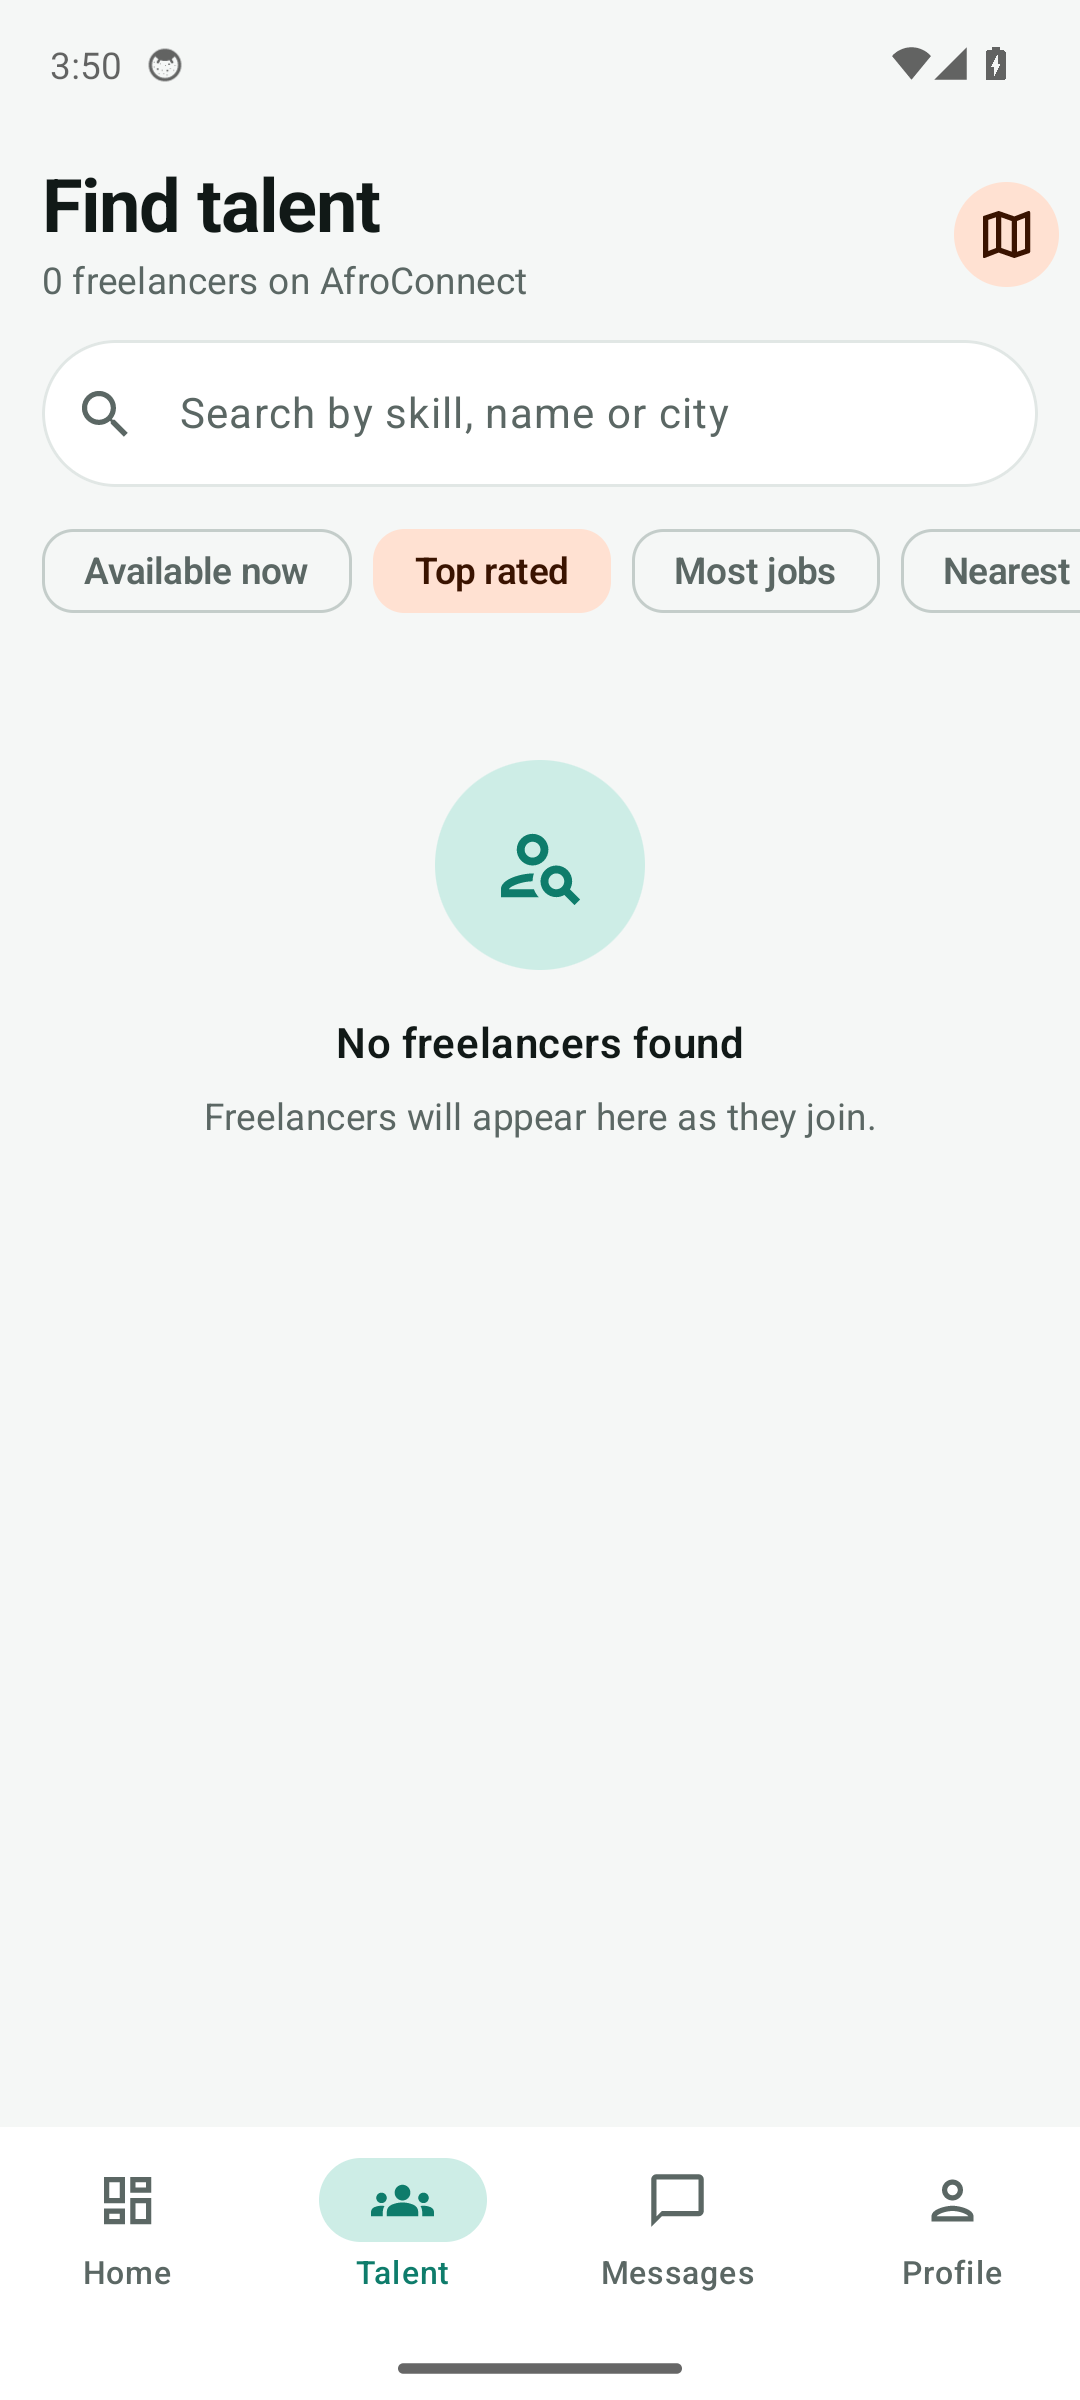 3:50
Find talent
0 freelancers on AfroConnect
Search by skill, name or city
Available now
Top rated
Most jobs
Nearest
No freelancers found
Freelancers will appear here as they join.
Home
Talent
Messages
Profile